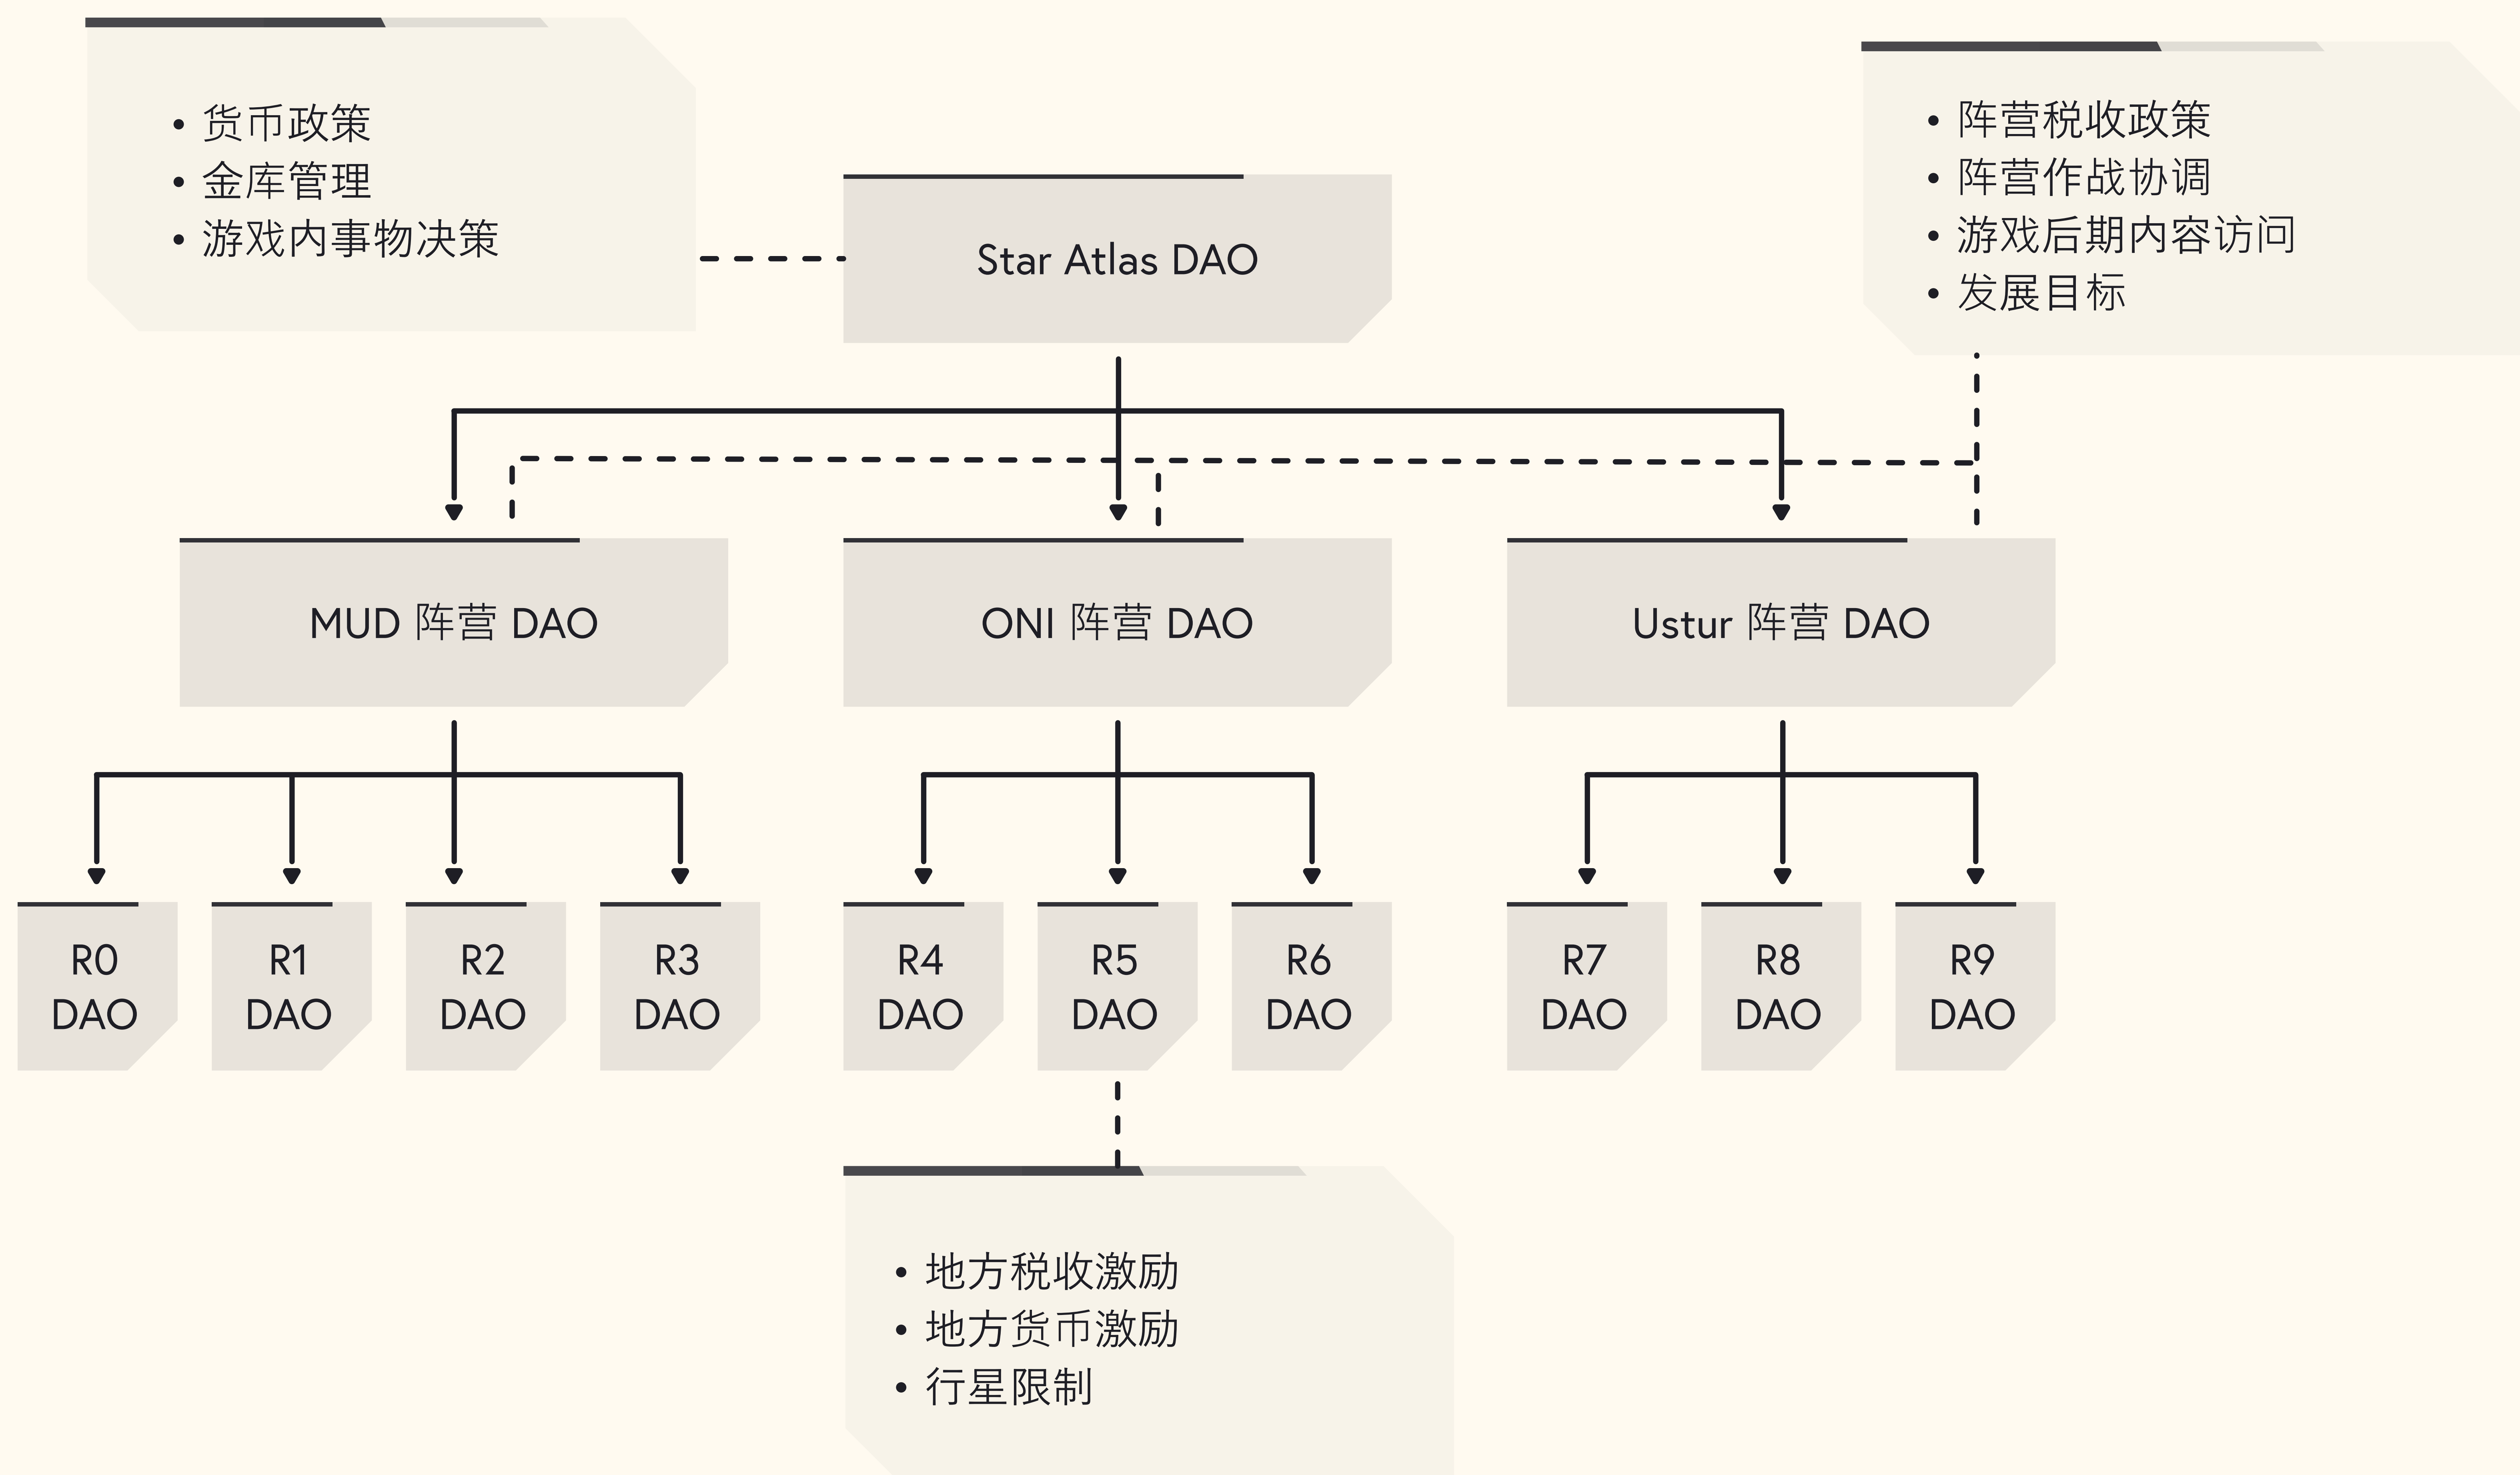 • 货币政策
• 金库管理
• 游戏内事物决策
• 阵营税收政策
• 阵营作战协调
• 游戏后期内容访问
• 发展目标
Star Atlas DAO
MUD 阵营 DAO
ONI 阵营 DAO
Ustur 阵营 DAO
R0
DAO
R1
DAO
R2
DAO
R3
DAO
R4
DAO
R5
DAO
R6
DAO
R7
DAO
R8
DAO
R9
DAO
• 地方税收激励
• 地方货币激励
• 行星限制